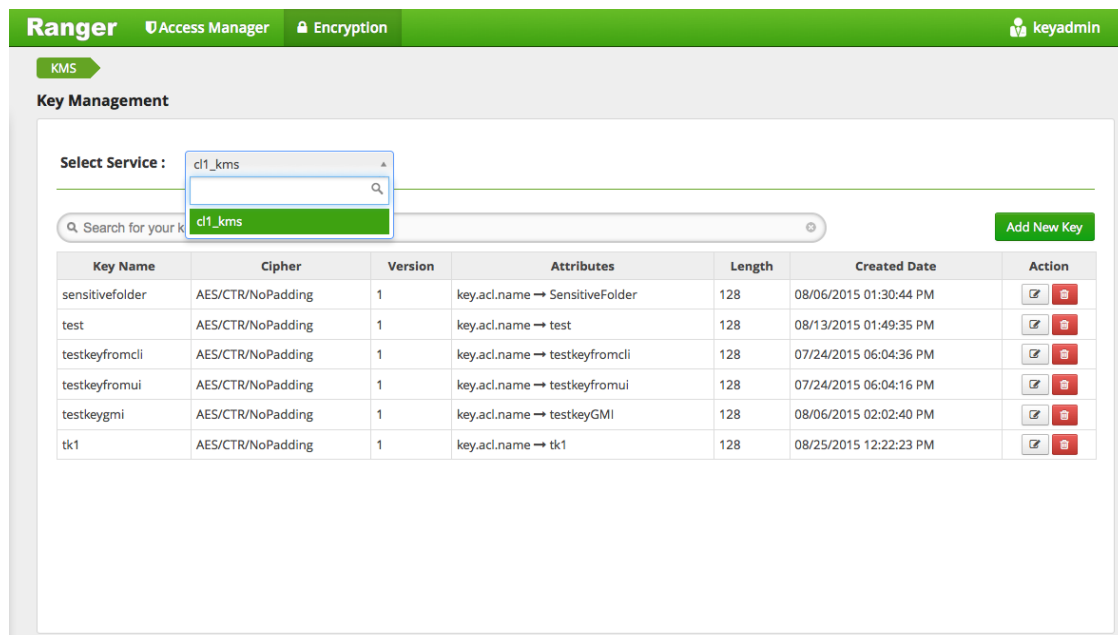 Ranger Access Manager Encryption keyadmin
KMS
Key Management
Select Service : cl1_kms
cl1_kms
Search for your k Add New Key
Key Name Cipher Version Attributes Length Created Date Action
sensitivefolder AES/CTR/NoPadding 1 key.acl.name → SensitiveFolder 128 08/06/2015 01:30:44 PM
test AES/CTR/NoPadding 1 key.acl.name → test 128 08/13/2015 01:49:35 PM
testkeyfromcli AES/CTR/NoPadding 1 key.acl.name → testkeyfromcli 128 07/24/2015 06:04:36 PM
testkeyfromui AES/CTR/NoPadding 1 key.acl.name → testkeyfromui 128 07/24/2015 06:04:16 PM
testkeygmi AES/CTR/NoPadding 1 key.acl.name → testkeyGMI 128 08/06/2015 02:02:40 PM
tk1 AES/CTR/NoPadding 1 key.acl.name → tk1 128 08/25/2015 12:22:23 PM